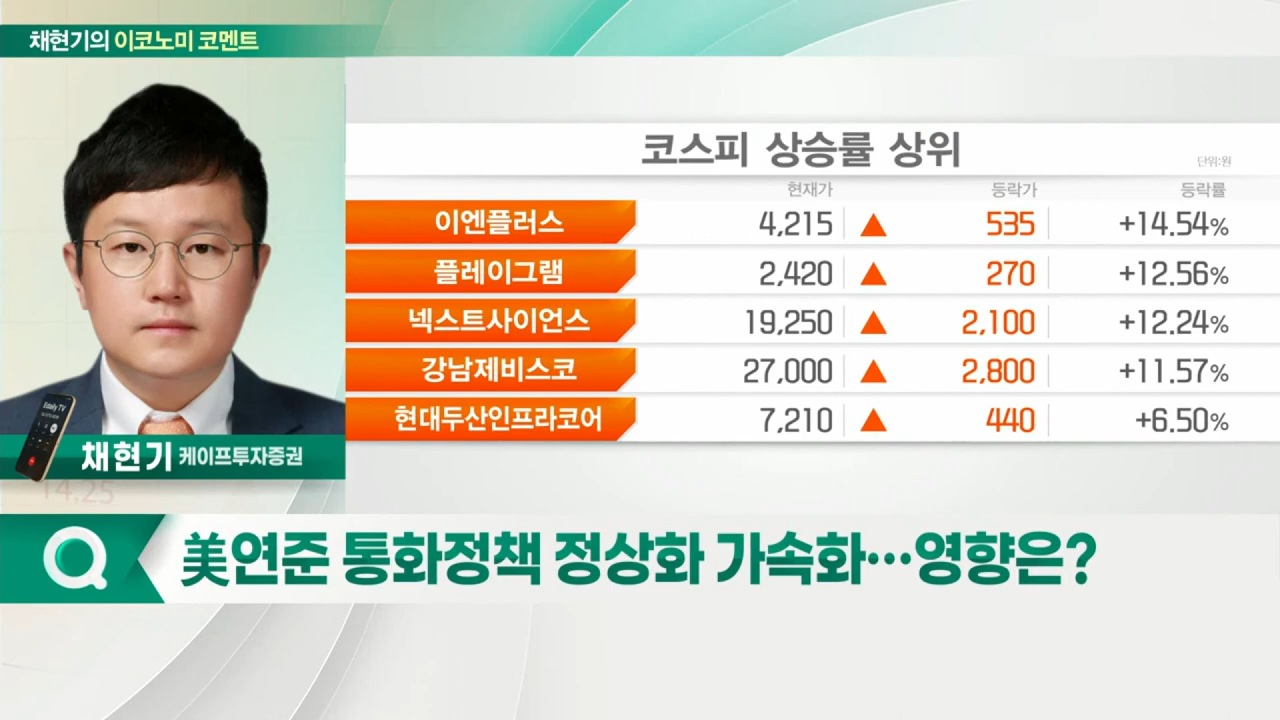 채현기의 이코노미 코멘트
코스피 상승률 상위
단위:원
현재가 등락가 등락률
이엔플러스 4,215 ▲ 535 +14.54%
플레이그램 2,420 ▲ 270 +12.56%
넥스트사이언스 19,250 ▲ 2,100 +12.24%
강남제비스코 27,000 ▲ 2,800 +11.57%
현대두산인프라코어 7,210 ▲ 440 +6.50%
Edaily TV
채현기 케이프투자증권
14.25
Q 美연준 통화정책 정상화 가속화…영향은?